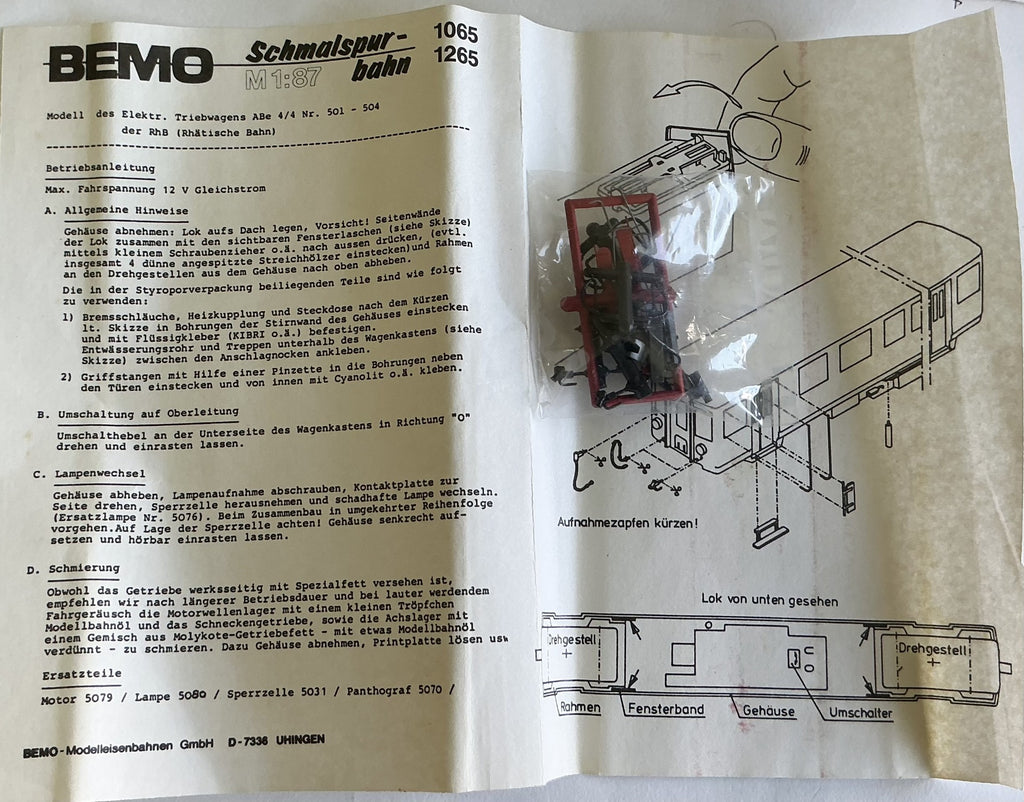 BEMO Schmalspur-bahn 1065
M 1:87 1265
Modell des Elektr. Triebwagens ABe 4/4 Nr. 501 - 504
der RhB (Rhätische Bahn)
Betriebsanleitung
Max. Fahrspannung 12 V Gleichstrom
A. Allgemeine Hinweise
Gehäuse abnehmen: Lok aufs Dach legen, Vorsicht! Seitenwände
der Lok zusammen mit den sichtbaren Fensterlaschen (siehe Skizze)
mittels kleinem Schraubenzieher o.ä. nach aussen drücken, (evtl.
insgesamt 4 dünne angespitzte Streichhölzer einstecken)und Rahmen
an den Drehgestellen aus dem Gehäuse nach oben abheben.
Die in der Styroporverpackung beiliegenden Teile sind wie folgt
zu verwenden:
1) Bremsschläuche, Heizkupplung und Steckdose nach dem Kürzen
lt. Skizze in Bohrungen der Stirnwand des Gehäuses einstecken
und mit Flüssigkleber (KIBRI o.ä.) befestigen.
Entwässerungsrohr und Treppen unterhalb des Wagenkastens (siehe
Skizze) zwischen den Anschlagnocken ankleben.
2) Griffstangen mit Hilfe einer Pinzette in die Bohrungen neben
den Türen einstecken und von innen mit Cyanolit o.ä. kleben.
B. Umschaltung auf Oberleitung
Umschalthebel an der Unterseite des Wagenkastens in Richtung "O"
drehen und einrasten lassen.
C. Lampenwechsel
Gehäuse abheben, Lampenaufnahme abschrauben, Kontaktplatte zur
Seite drehen, Sperrzelle herausnehmen und schadhafte Lampe wechseln.
(Ersatzlampe Nr. 5076). Beim Zusammenbau in umgekehrter Reihenfolge
vorgehen.Auf Lage der Sperrzelle achten! Gehäuse senkrecht auf-
setzen und hörbar einrasten lassen.
D. Schmierung
Obwohl das Getriebe werksseitig mit Spezialfett versehen ist,
empfehlen wir nach längerer Betriebsdauer und bei lauter werdendem
Fahrgeräusch die Motorwellenlager mit einem kleinen Tröpfchen
Modellbahnöl und das Schneckengetriebe, sowie die Achslager mit
einem Gemisch aus Molykote-Getriebefett - mit etwas Modellbahnöl
verdünnt - zu schmieren. Dazu Gehäuse abnehmen, Printplatte lösen usw
Ersatzteile
Motor 5079 / Lampe 5080 / Sperrzelle 5031 / Panthograf 5070 /
BEMO-Modelleisenbahnen GmbH D-7336 UHINGEN
Aufnahmezapfen kürzen!
Lok von unten gesehen
Drehgestell
Drehgestell
O
U
Rahmen
Fensterband
Gehäuse
Umschalter